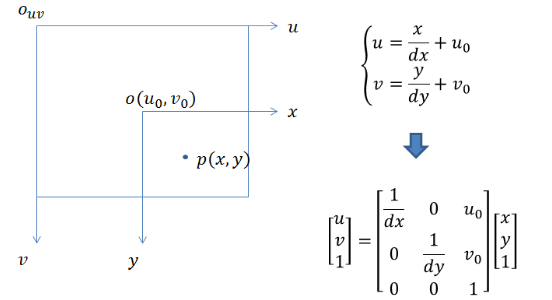 o_{uv}
u
o(u_0, v_0)
x
p(x, y)
v
y
\begin{cases} u = \frac{x}{dx} + u_0 \\ v = \frac{y}{dy} + v_0 \end{cases}
\begin{bmatrix} u \\ v \\ 1 \end{bmatrix} = \begin{bmatrix} \frac{1}{dx} & 0 & u_0 \\ 0 & \frac{1}{dy} & v_0 \\ 0 & 0 & 1 \end{bmatrix} \begin{bmatrix} x \\ y \\ 1 \end{bmatrix}